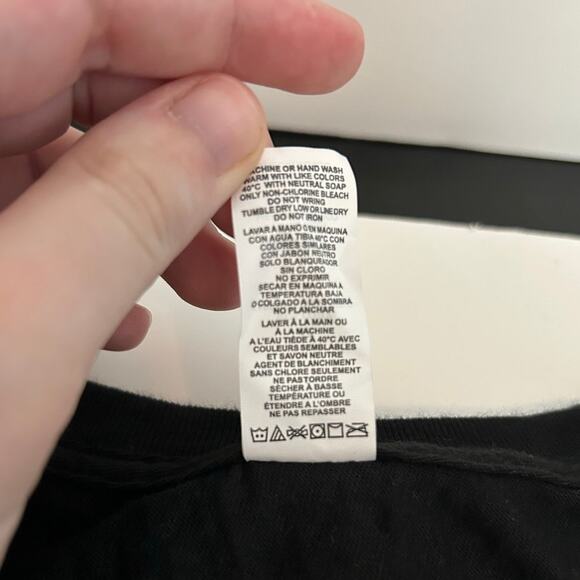 ACHINE OR HAND WASH
WARM WITH LIKE COLORS
40°C WITH NEUTRAL SOAP
ONLY NON-CHLORINE BLEACH
DO NOT WRING
TUMBLE DRY LOW OR LINE DRY
DO NOT IRON
LAVAR A MANO O EN MAQUINA
CON AGUA TIBIA 40°C CON
COLORES SIMILARES
CON JABON NEUTRO
SOLO BLANQUEADOR
SIN CLORO
NO EXPRIMIR
SECAR EN MAQUINA A
TEMPERATURA BAJA
O COLGADO A LA SOMBRA
NO PLANCHAR
LAVER À LA MAIN OU
À LA MACHINE
A L'EAU TIÈDE À 40°C AVEC
COULEURS SEMBLABLES
ET SAVON NEUTRE
AGENT DE BLANCHIMENT
SANS CHLORE SEULEMENT
NE PAS TORDRE
SÈCHER À BASSE
TEMPÉRATURE OU
ÉTENDRE A L'OMBRE
NE PAS REPASSER